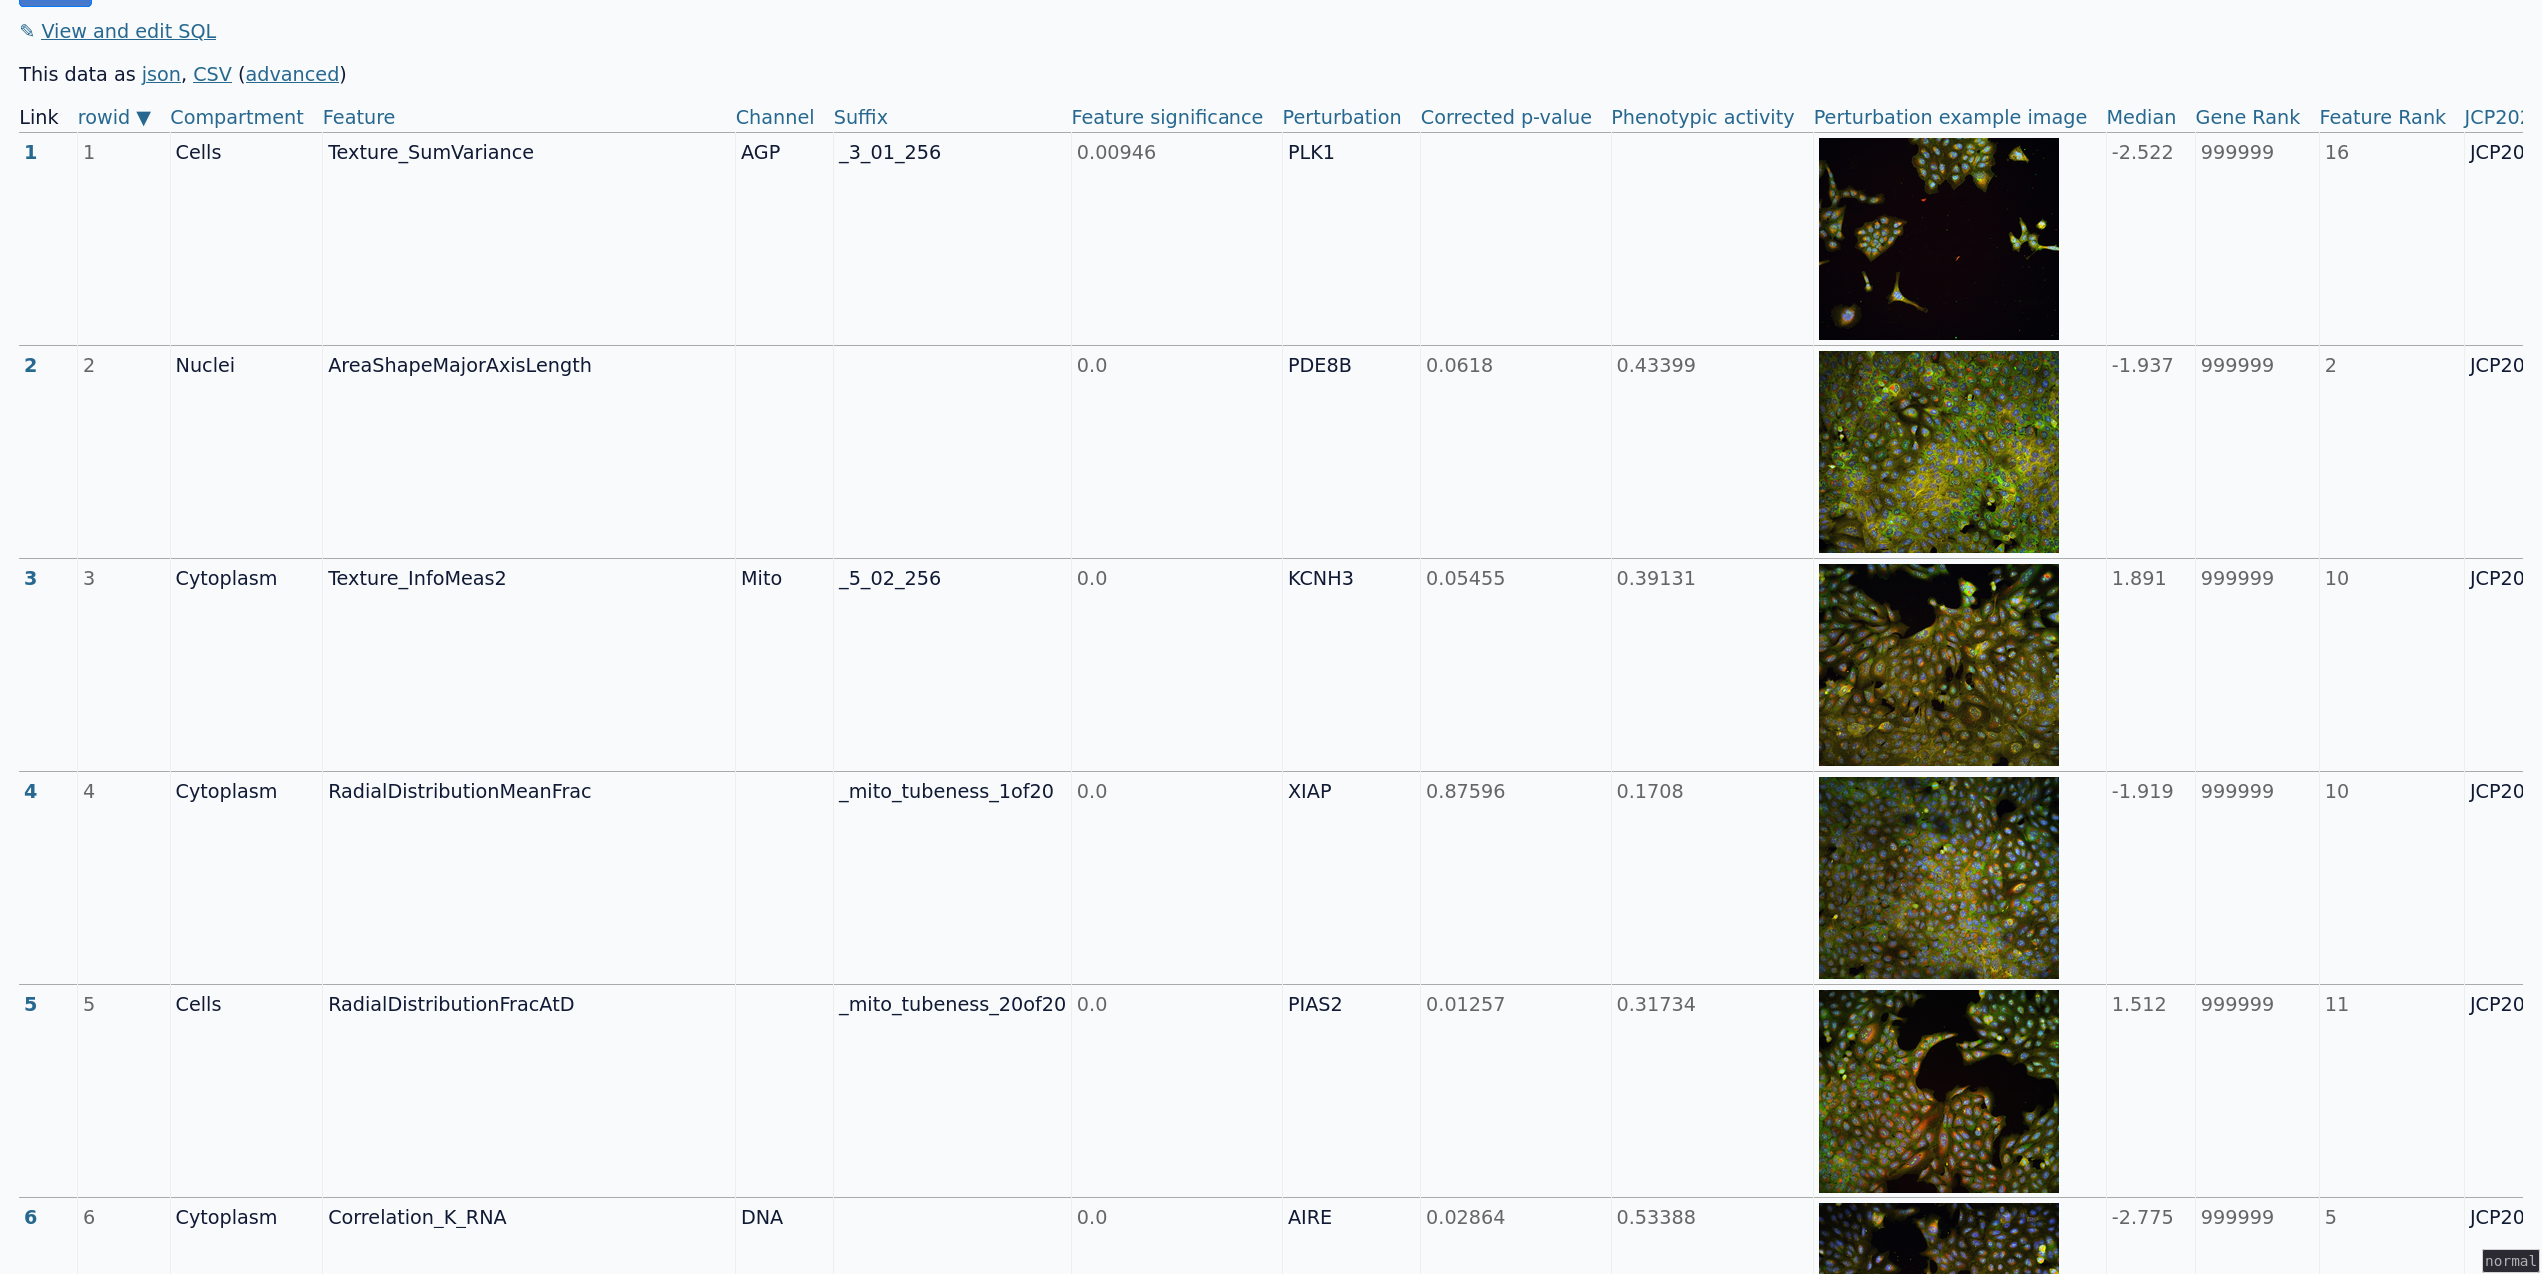 ✎ View and edit SQL
This data as json, CSV (advanced)
Link rowid ▼ Compartment Feature Channel Suffix Feature significance Perturbation Corrected p-value Phenotypic activity Perturbation example image Median Gene Rank Feature Rank JCP202
1 1 Cells Texture_SumVariance AGP _3_01_256 0.00946 PLK1 -2.522 999999 16 JCP20
2 2 Nuclei AreaShapeMajorAxisLength 0.0 PDE8B 0.0618 0.43399 -1.937 999999 2 JCP20
3 3 Cytoplasm Texture_InfoMeas2 Mito _5_02_256 0.0 KCNH3 0.05455 0.39131 1.891 999999 10 JCP20
4 4 Cytoplasm RadialDistributionMeanFrac _mito_tubeness_1of20 0.0 XIAP 0.87596 0.1708 -1.919 999999 10 JCP20
5 5 Cells RadialDistributionFracAtD _mito_tubeness_20of20 0.0 PIAS2 0.01257 0.31734 1.512 999999 11 JCP20
6 6 Cytoplasm Correlation_K_RNA DNA 0.0 AIRE 0.02864 0.53388 -2.775 999999 5 JCP20
normal